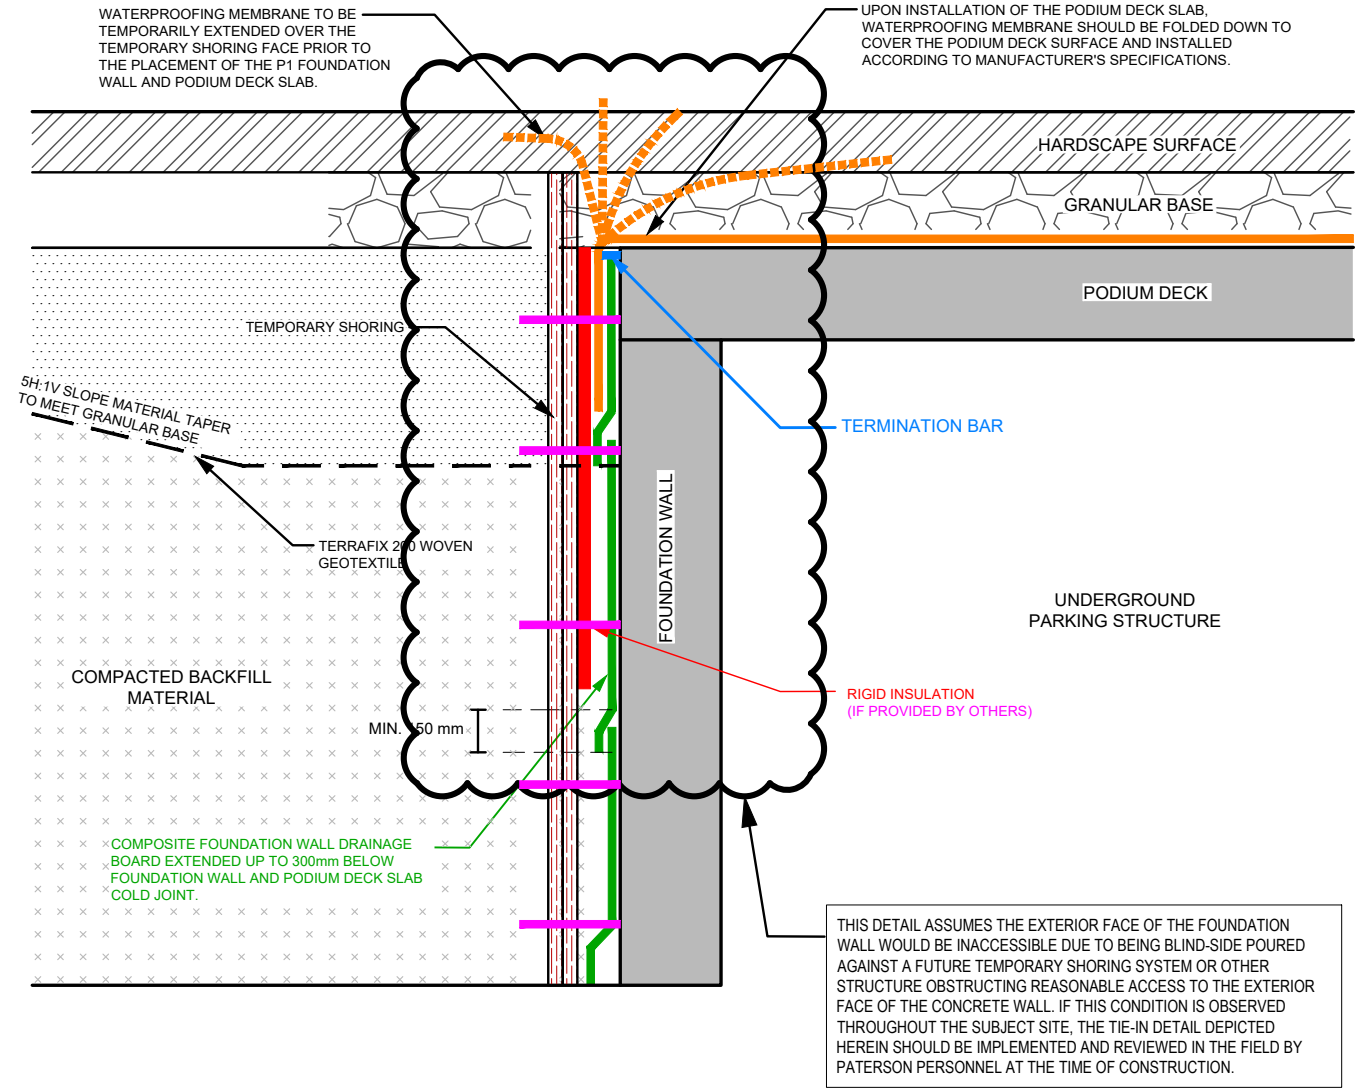 WATERPROOFING MEMBRANE TO BE
TEMPORARILY EXTENDED OVER THE
TEMPORARY SHORING FACE PRIOR TO
THE PLACEMENT OF THE P1 FOUNDATION
WALL AND PODIUM DECK SLAB.
UPON INSTALLATION OF THE PODIUM DECK SLAB,
WATERPROOFING MEMBRANE SHOULD BE FOLDED DOWN TO
COVER THE PODIUM DECK SURFACE AND INSTALLED
ACCORDING TO MANUFACTURER'S SPECIFICATIONS.
HARDSCAPE SURFACE
GRANULAR BASE
PODIUM DECK
TEMPORARY SHORING
5H:1V SLOPE MATERIAL TAPER
TO MEET GRANULAR BASE
TERMINATION BAR
FOUNDATION WALL
TERRAFIX 200 WOVEN
GEOTEXTILE
UNDERGROUND
PARKING STRUCTURE
COMPACTED BACKFILL
MATERIAL
RIGID INSULATION
(IF PROVIDED BY OTHERS)
MIN. 150 mm
COMPOSITE FOUNDATION WALL DRAINAGE
BOARD EXTENDED UP TO 300mm BELOW
FOUNDATION WALL AND PODIUM DECK SLAB
COLD JOINT.
THIS DETAIL ASSUMES THE EXTERIOR FACE OF THE FOUNDATION
WALL WOULD BE INACCESSIBLE DUE TO BEING BLIND-SIDE POURED
AGAINST A FUTURE TEMPORARY SHORING SYSTEM OR OTHER
STRUCTURE OBSTRUCTING REASONABLE ACCESS TO THE EXTERIOR
FACE OF THE CONCRETE WALL. IF THIS CONDITION IS OBSERVED
THROUGHOUT THE SUBJECT SITE, THE TIE-IN DETAIL DEPICTED
HEREIN SHOULD BE IMPLEMENTED AND REVIEWED IN THE FIELD BY
PATERSON PERSONNEL AT THE TIME OF CONSTRUCTION.